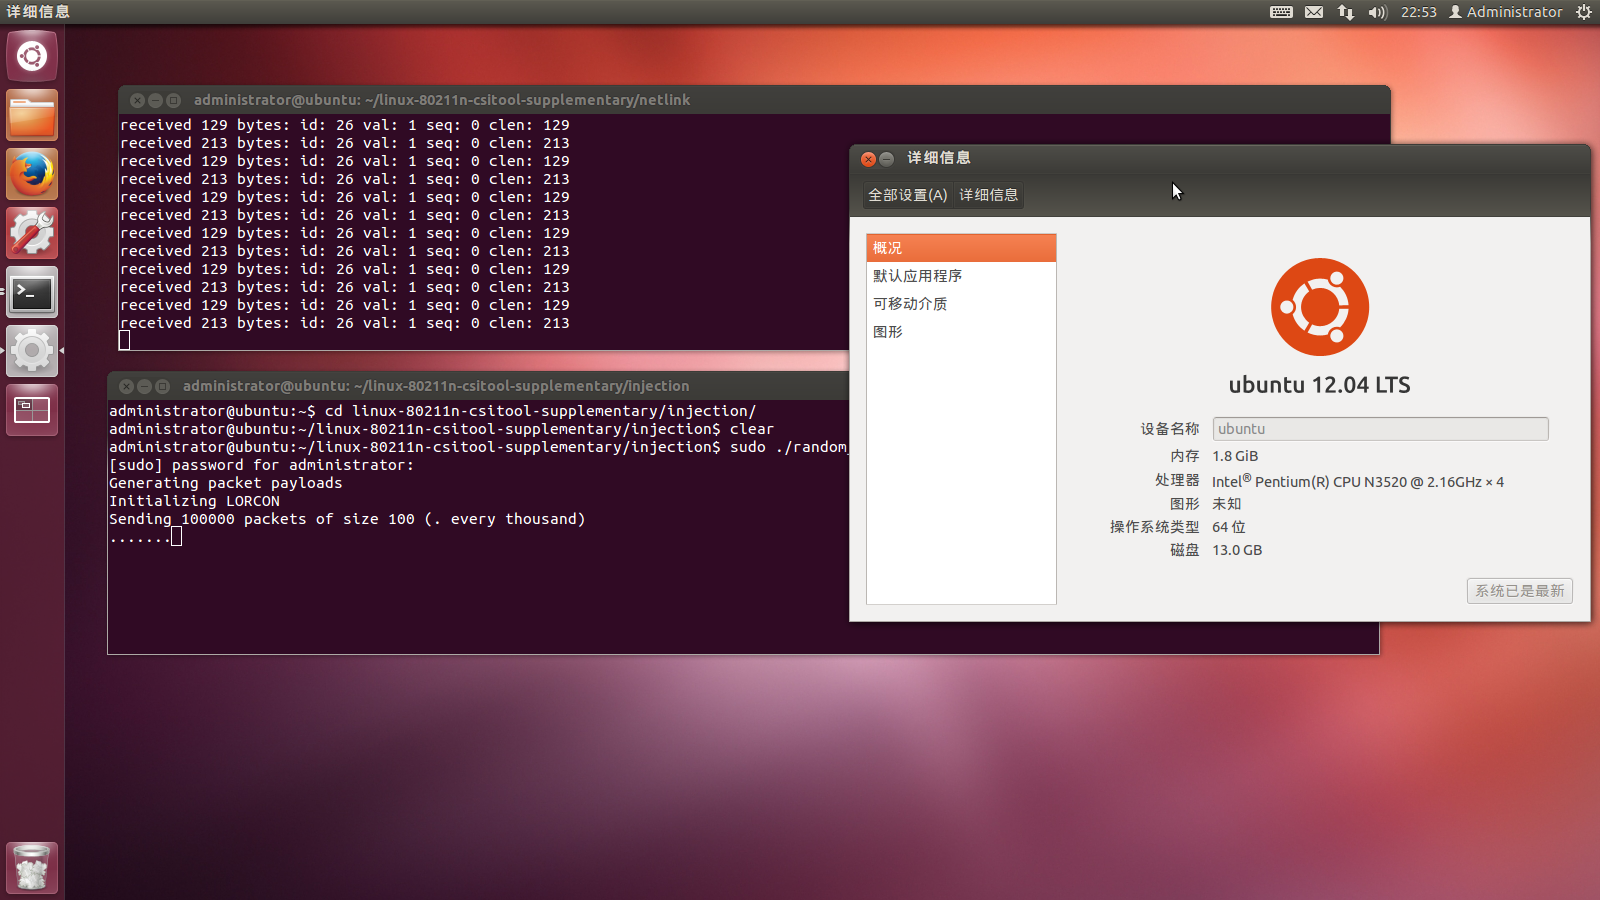 详细信息
22:53 Administrator
administrator@ubuntu: ~/linux-80211n-csitool-supplementary/netlink
received 129 bytes: id: 26 val: 1 seq: 0 clen: 129
received 213 bytes: id: 26 val: 1 seq: 0 clen: 213
received 129 bytes: id: 26 val: 1 seq: 0 clen: 129
received 213 bytes: id: 26 val: 1 seq: 0 clen: 213
received 129 bytes: id: 26 val: 1 seq: 0 clen: 129
received 213 bytes: id: 26 val: 1 seq: 0 clen: 213
received 129 bytes: id: 26 val: 1 seq: 0 clen: 129
received 213 bytes: id: 26 val: 1 seq: 0 clen: 213
received 129 bytes: id: 26 val: 1 seq: 0 clen: 129
received 213 bytes: id: 26 val: 1 seq: 0 clen: 213
received 129 bytes: id: 26 val: 1 seq: 0 clen: 129
received 213 bytes: id: 26 val: 1 seq: 0 clen: 213
administrator@ubuntu: ~/linux-80211n-csitool-supplementary/injection
administrator@ubuntu:~$ cd linux-80211n-csitool-supplementary/injection/
administrator@ubuntu:~/linux-80211n-csitool-supplementary/injection$ clear
administrator@ubuntu:~/linux-80211n-csitool-supplementary/injection$ sudo ./random_
[sudo] password for administrator:
Generating packet payloads
Initializing LORCON
Sending 100000 packets of size 100 (. every thousand)
.......
详细信息
全部设置(A) 详细信息
概况
默认应用程序
可移动介质
图形
ubuntu 12.04 LTS
设备名称 ubuntu
内存 1.8 GiB
处理器 Intel® Pentium(R) CPU N3520 @ 2.16GHz × 4
图形 未知
操作系统类型 64 位
磁盘 13.0 GB
系统已是最新